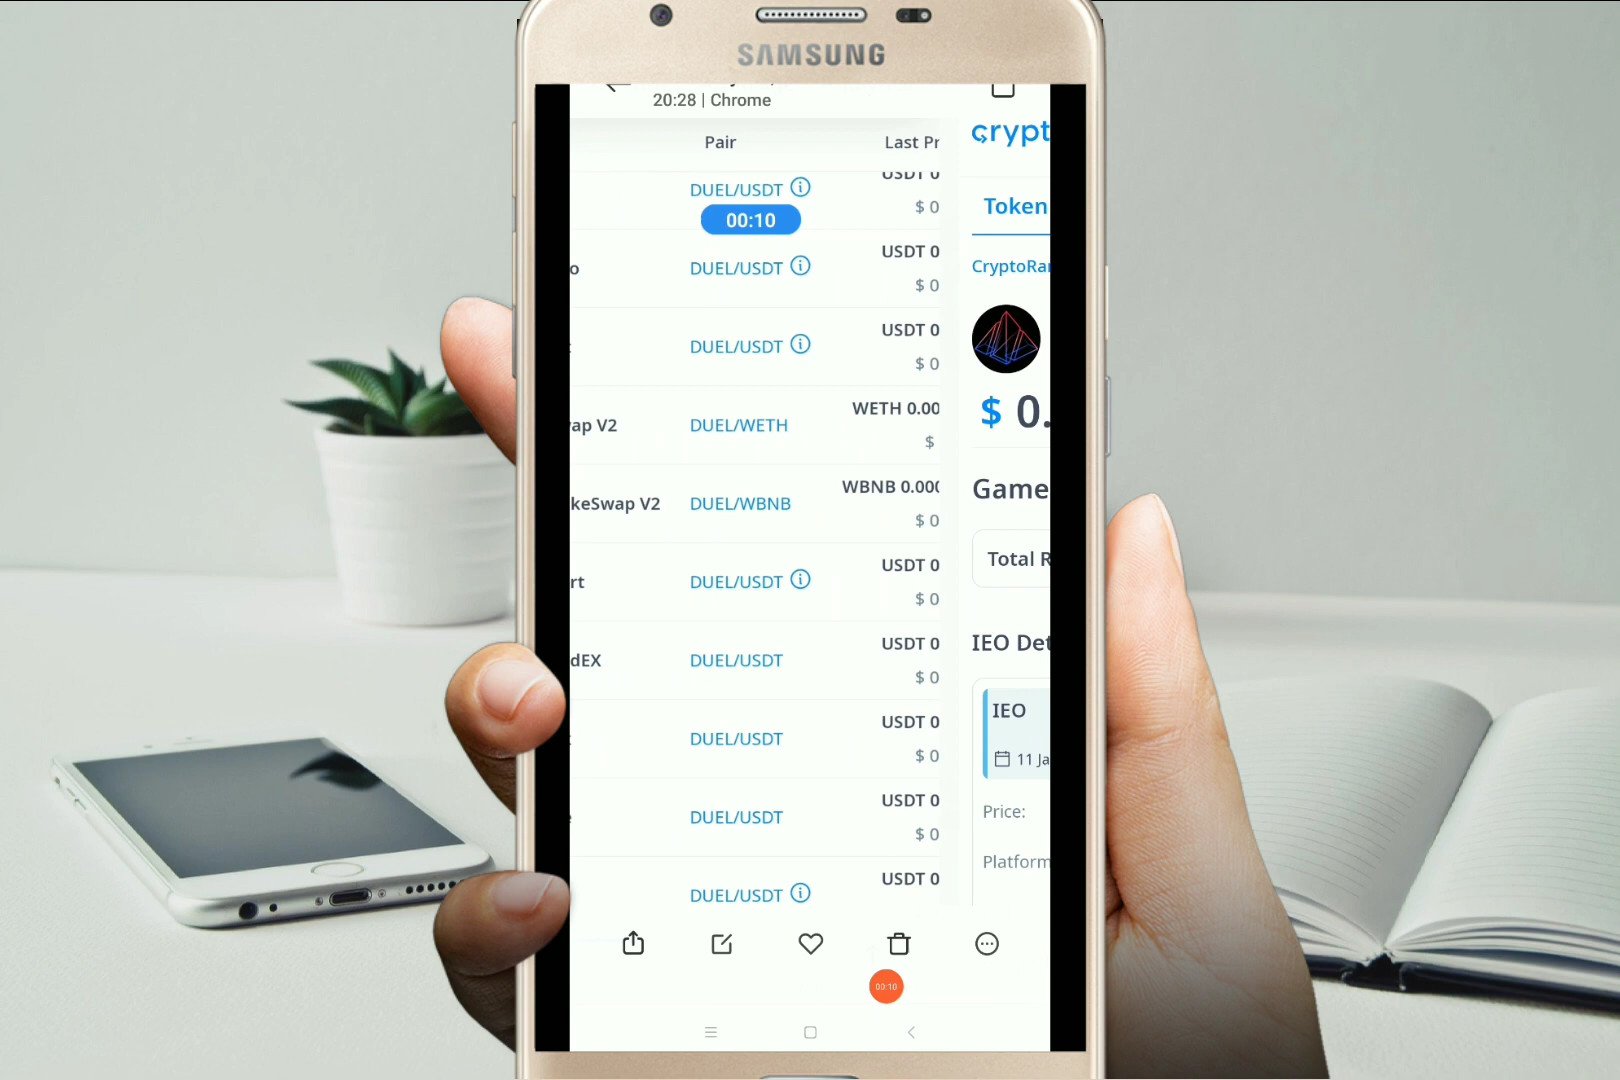 SAMSUNG
20:28 | Chrome
Pair
Last Pr
DUEL/USDT
$ 0
00:10
USDT 0
DUEL/USDT
$ 0
USDT 0
DUEL/USDT
$ 0
WETH 0.00
ap V2
DUEL/WETH
$
WBNB 0.000
keSwap V2
DUEL/WBNB
$ 0
USDT 0
rt
DUEL/USDT
$ 0
USDT 0
dEX
DUEL/USDT
$ 0
USDT 0
DUEL/USDT
$ 0
USDT 0
DUEL/USDT
$ 0
USDT 0
DUEL/USDT
00:10
crypt
Token
CryptoRan
$ 0.
Game
Total R
IEO Det
IEO
11 Ja
Price:
Platform